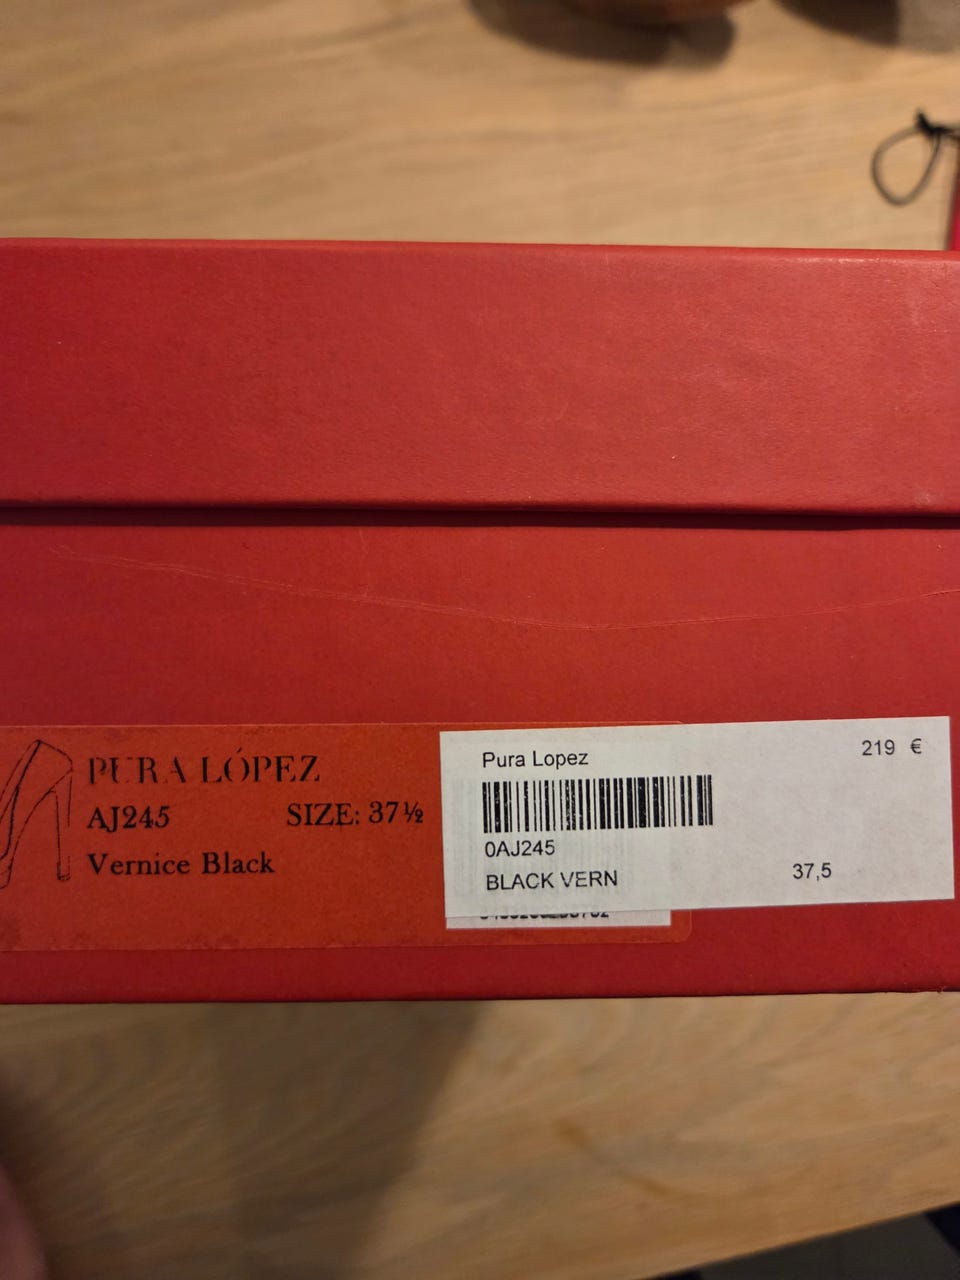 PURA LÓPEZ
AJ245 SIZE: 37½
Vernice Black
Pura Lopez 219 €
0AJ245
BLACK VERN 37,5